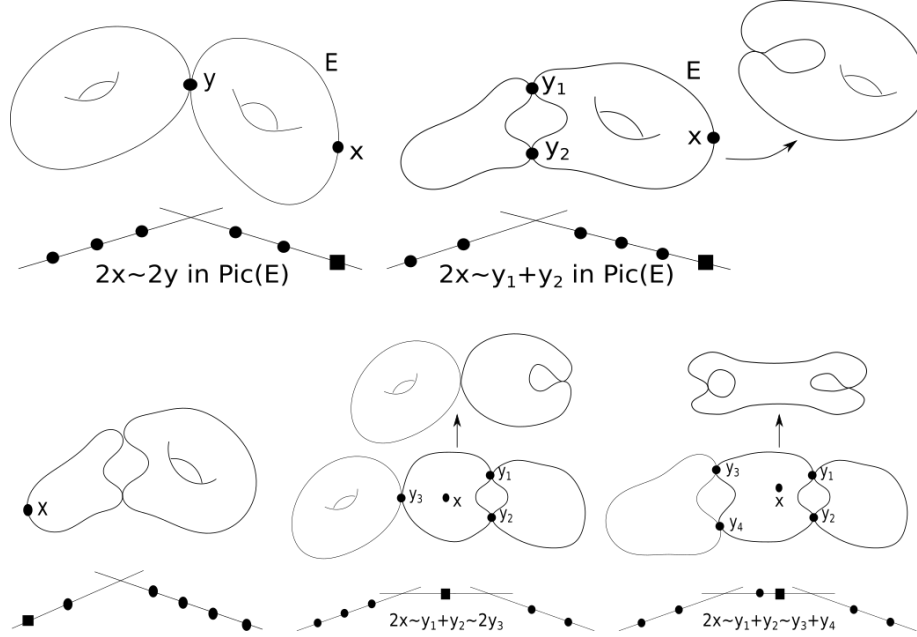 E
y
x
2x~2y in Pic(E)
E
y₁
x
y₂
2x~y₁+y₂ in Pic(E)
x
y₃
y₁
x
y₂
2x~y₁+y₂~2y₃
y₃
y₁
x
y₄
y₂
2x~y₁+y₂~y₃+y₄